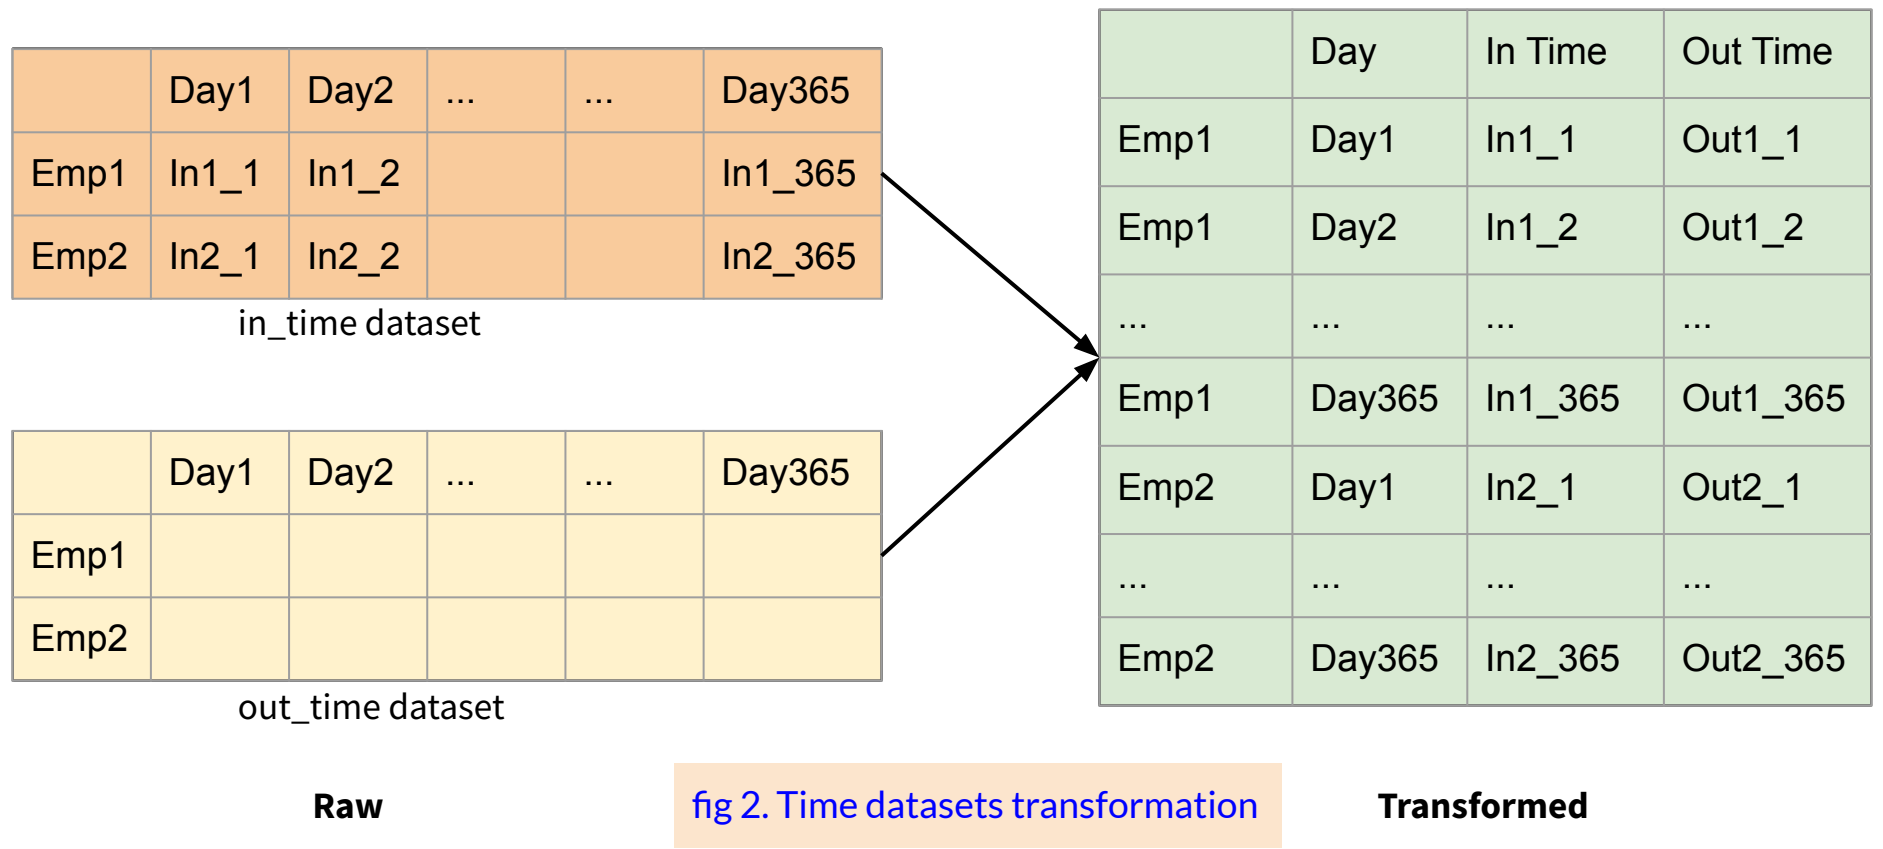 Day1 Day2 ... ... Day365
Emp1 In1_1 In1_2 In1_365
Emp2 In2_1 In2_2 In2_365
in_time dataset
Day1 Day2 ... ... Day365
Emp1
Emp2
out_time dataset
Raw
Day In Time Out Time
Emp1 Day1 In1_1 Out1_1
Emp1 Day2 In1_2 Out1_2
... ... ... ...
Emp1 Day365 In1_365 Out1_365
Emp2 Day1 In2_1 Out2_1
... ... ... ...
Emp2 Day365 In2_365 Out2_365
Transformed
fig 2. Time datasets transformation